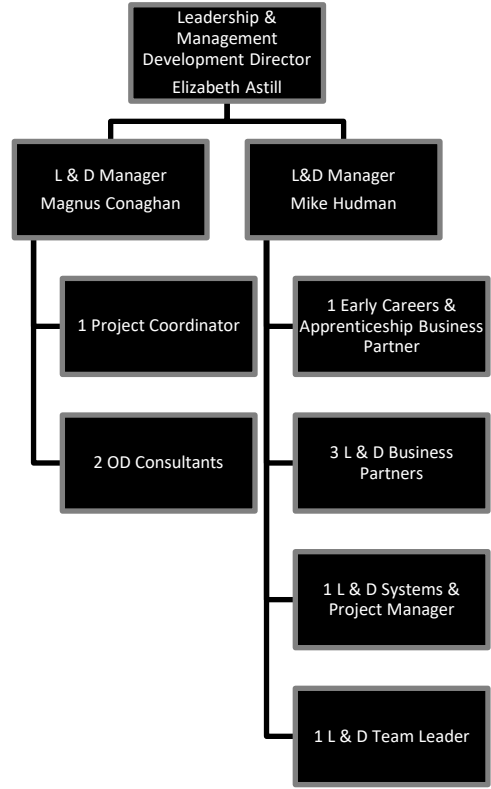 Leadership &
Management
Development Director
Elizabeth Astill
L & D Manager
Magnus Conaghan
L&D Manager
Mike Hudman
1 Project Coordinator
2 OD Consultants
1 Early Careers &
Apprenticeship Business
Partner
3 L & D Business
Partners
1 L & D Systems &
Project Manager
1 L & D Team Leader